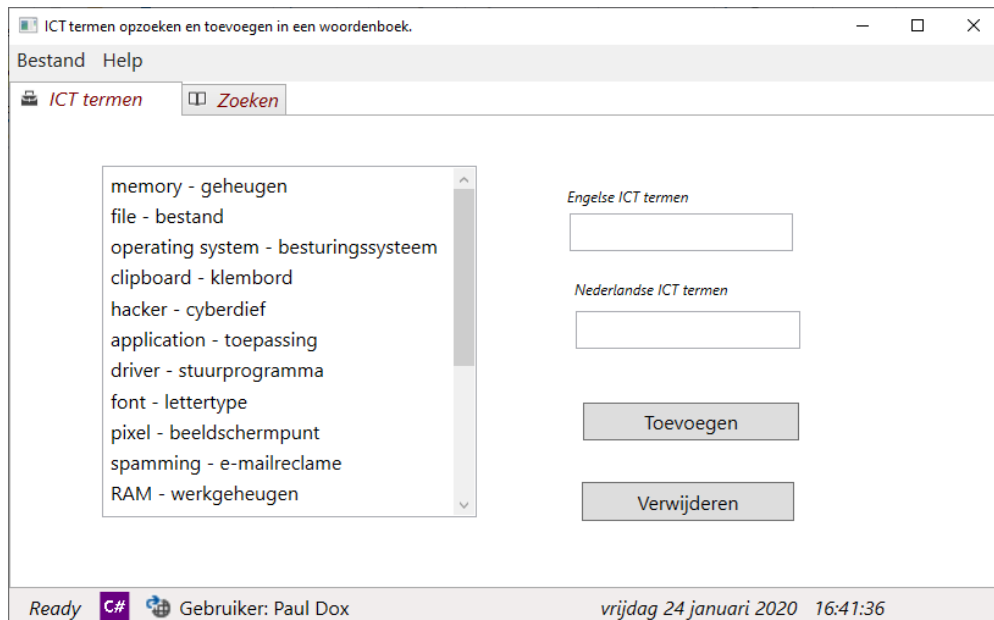 ICT termen opzoeken en toevoegen in een woordenboek.
Bestand Help
ICT termen Zoeken
memory - geheugen
file - bestand
operating system - besturingssysteem
clipboard - klembord
hacker - cyberdief
application - toepassing
driver - stuurprogramma
font - lettertype
pixel - beeldschermpunt
spamming - e-mailreclame
RAM - werkgeheugen
Engelse ICT termen
Nederlandse ICT termen
Toevoegen
Verwijderen
Ready C# Gebruiker: Paul Dox vrijdag 24 januari 2020 16:41:36